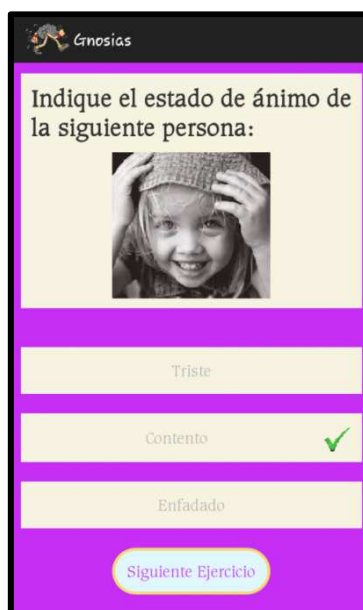 Gnosias
Indique el estado de ánimo de
la siguiente persona:
Triste
Contento
Enfadado
Siguiente Ejercicio